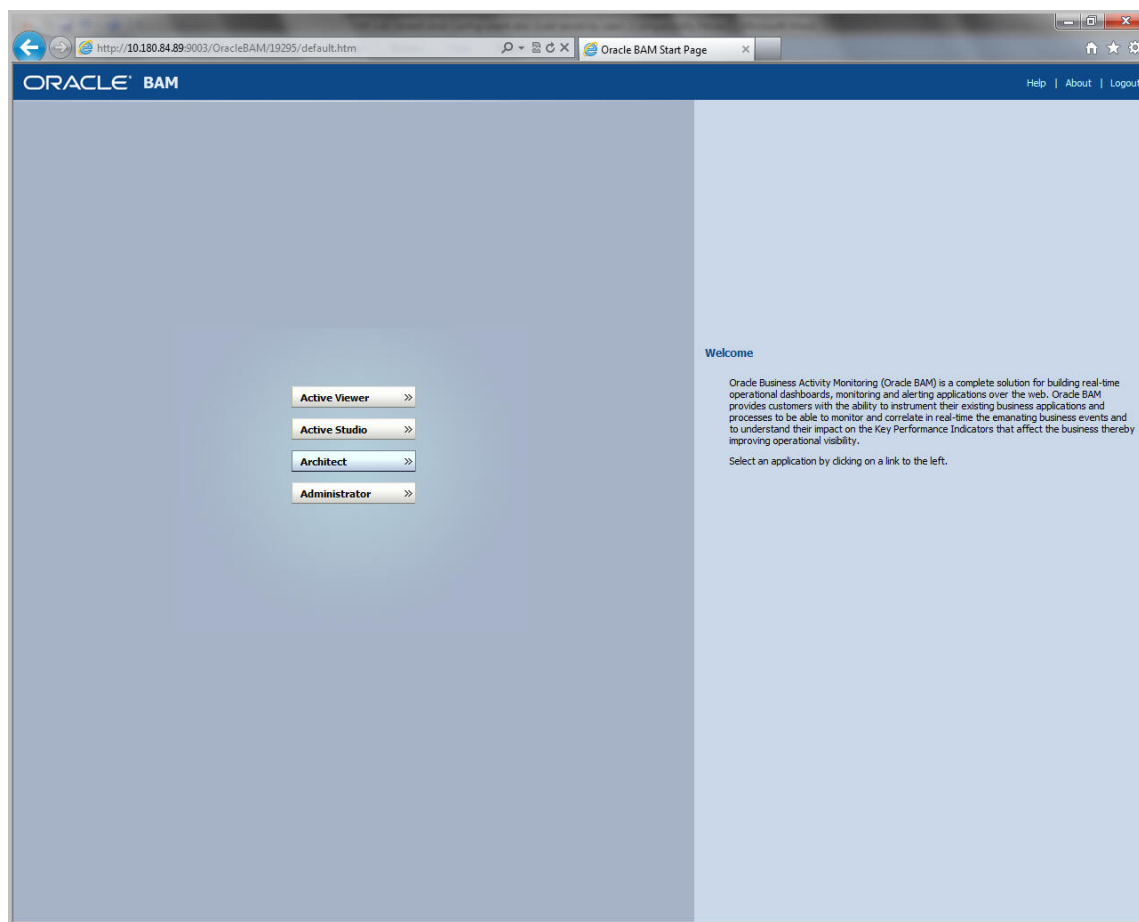 http://10.180.84.89:9003/OracleBAM/19295/default.htm
Oracle BAM Start Page
ORACLE BAM
Help | About | Logout
Active Viewer
Active Studio
Architect
Administrator
Welcome
Oracle Business Activity Monitoring (Oracle BAM) is a complete solution for building real-time
operational dashboards, monitoring and alerting applications over the web. Oracle BAM
provides customers with the ability to instrument their existing business applications and
processes to be able to monitor and correlate in real-time the emanating business events and
to understand their impact on the Key Performance Indicators that affect the business thereby
improving operational visibility.
Select an application by clicking on a link to the left.